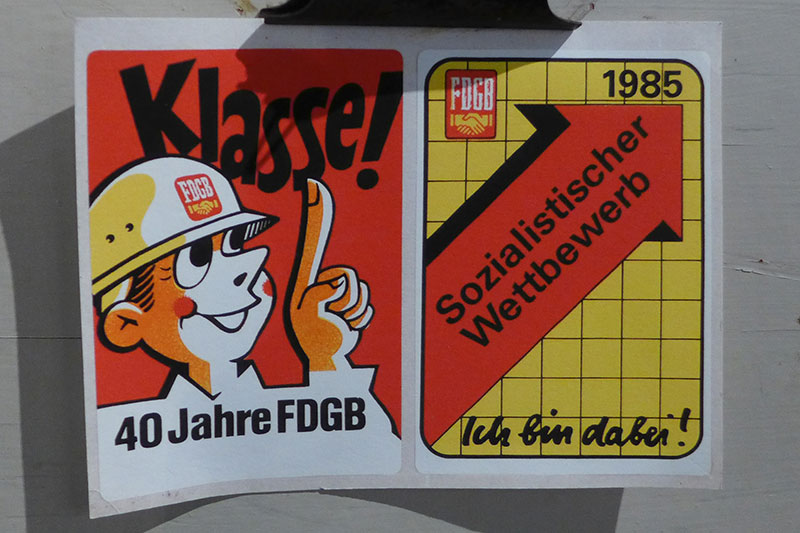 Klasse!
FDGB
40 Jahre FDGB
FDGB
1985
Sozialistischer
Wettbewerb
Ich bin dabei!